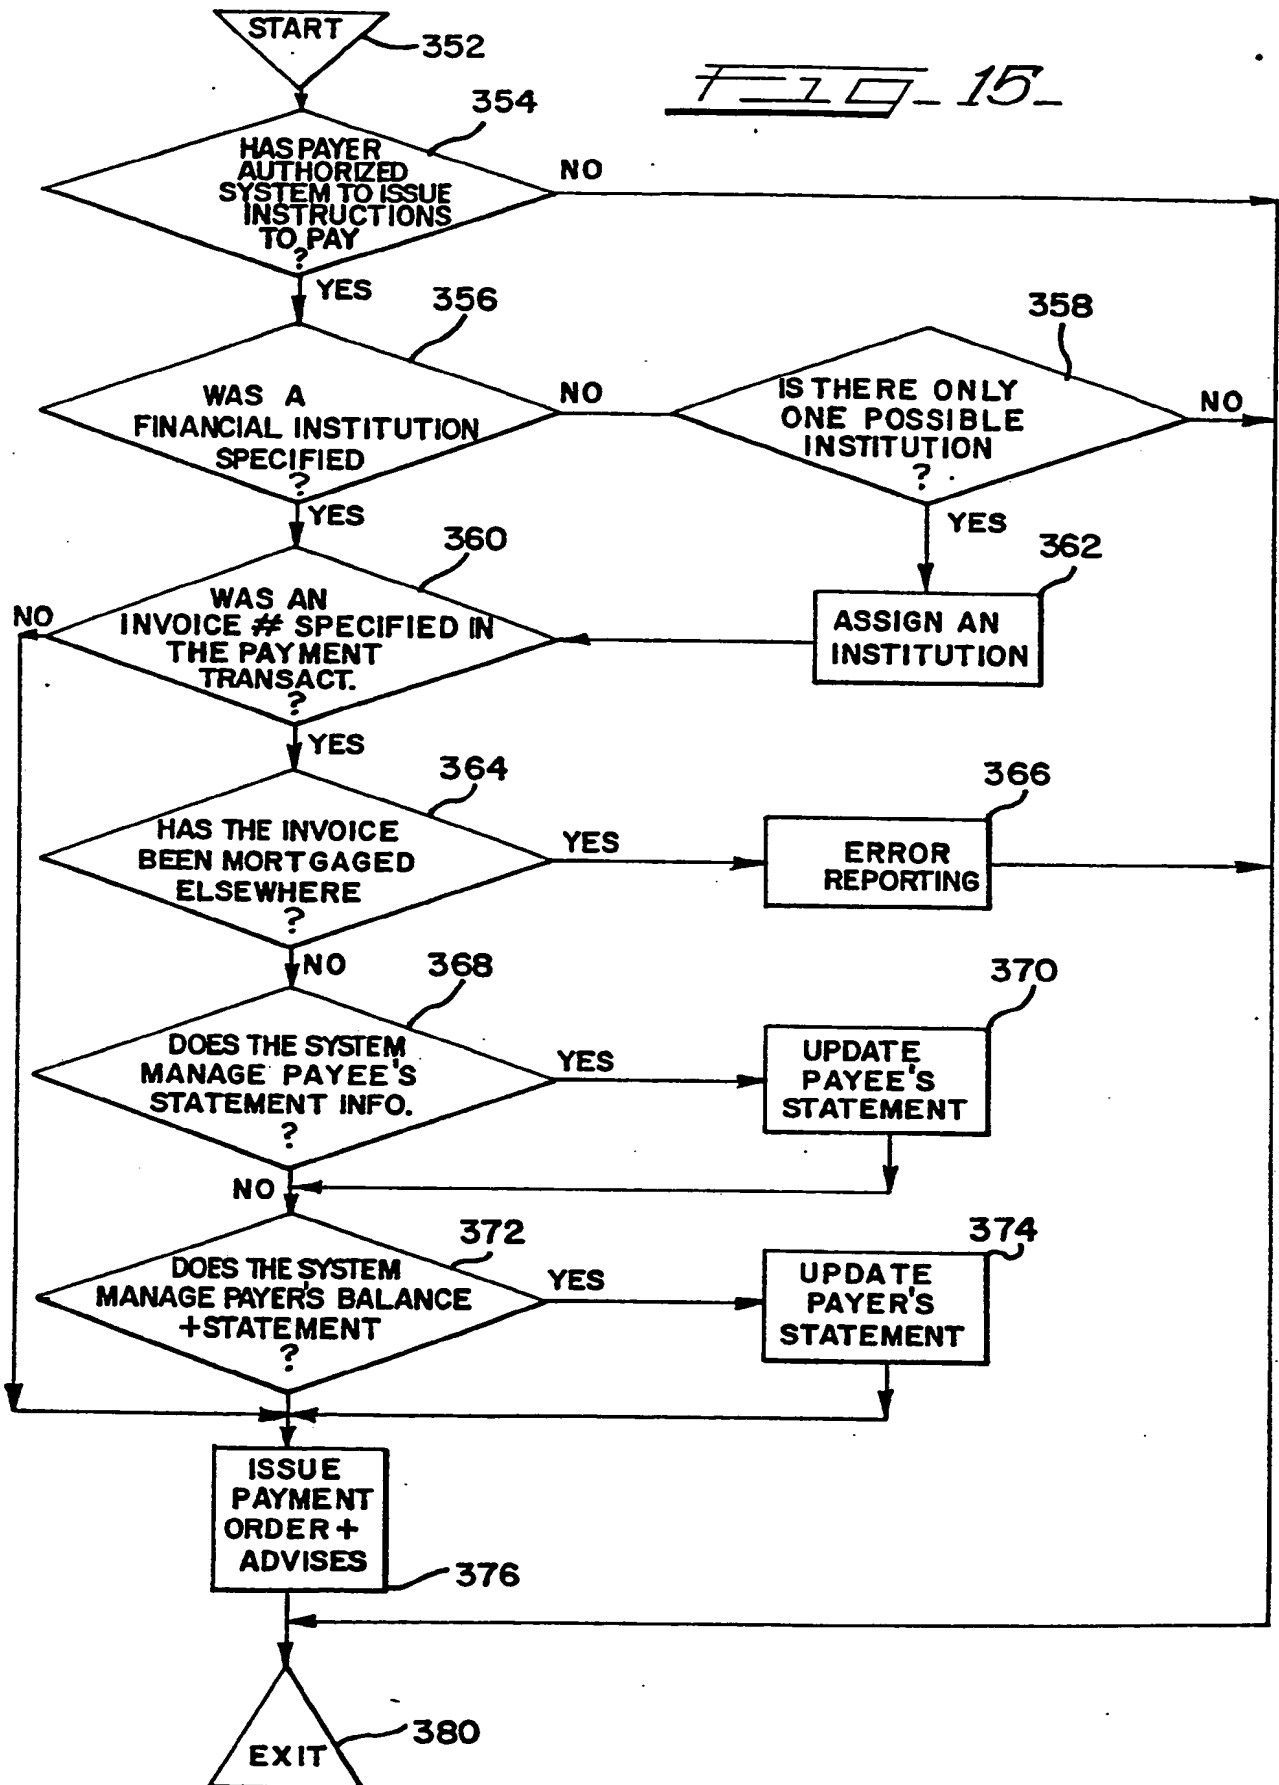 START
352
Fig-15-
354
HAS PAYER
AUTHORIZED
SYSTEM TO ISSUE
INSTRUCTIONS
TO PAY
?
NO
YES
356
WAS A
FINANCIAL INSTITUTION
SPECIFIED
?
NO
358
IS THERE ONLY
ONE POSSIBLE
INSTITUTION
?
NO
YES
YES
360
WAS AN
INVOICE # SPECIFIED IN
THE PAYMENT
TRANSACT.
?
NO
362
ASSIGN AN
INSTITUTION
YES
364
HAS THE INVOICE
BEEN MORTGAGED
ELSEWHERE
?
YES
366
ERROR
REPORTING
NO
368
DOES THE SYSTEM
MANAGE PAYEE'S
STATEMENT INFO.
?
YES
370
UPDATE
PAYEE'S
STATEMENT
NO
372
DOES THE SYSTEM
MANAGE PAYER'S BALANCE
+STATEMENT
?
YES
374
UPDATE
PAYER'S
STATEMENT
ISSUE
PAYMENT
ORDER +
ADVISES
376
EXIT
380